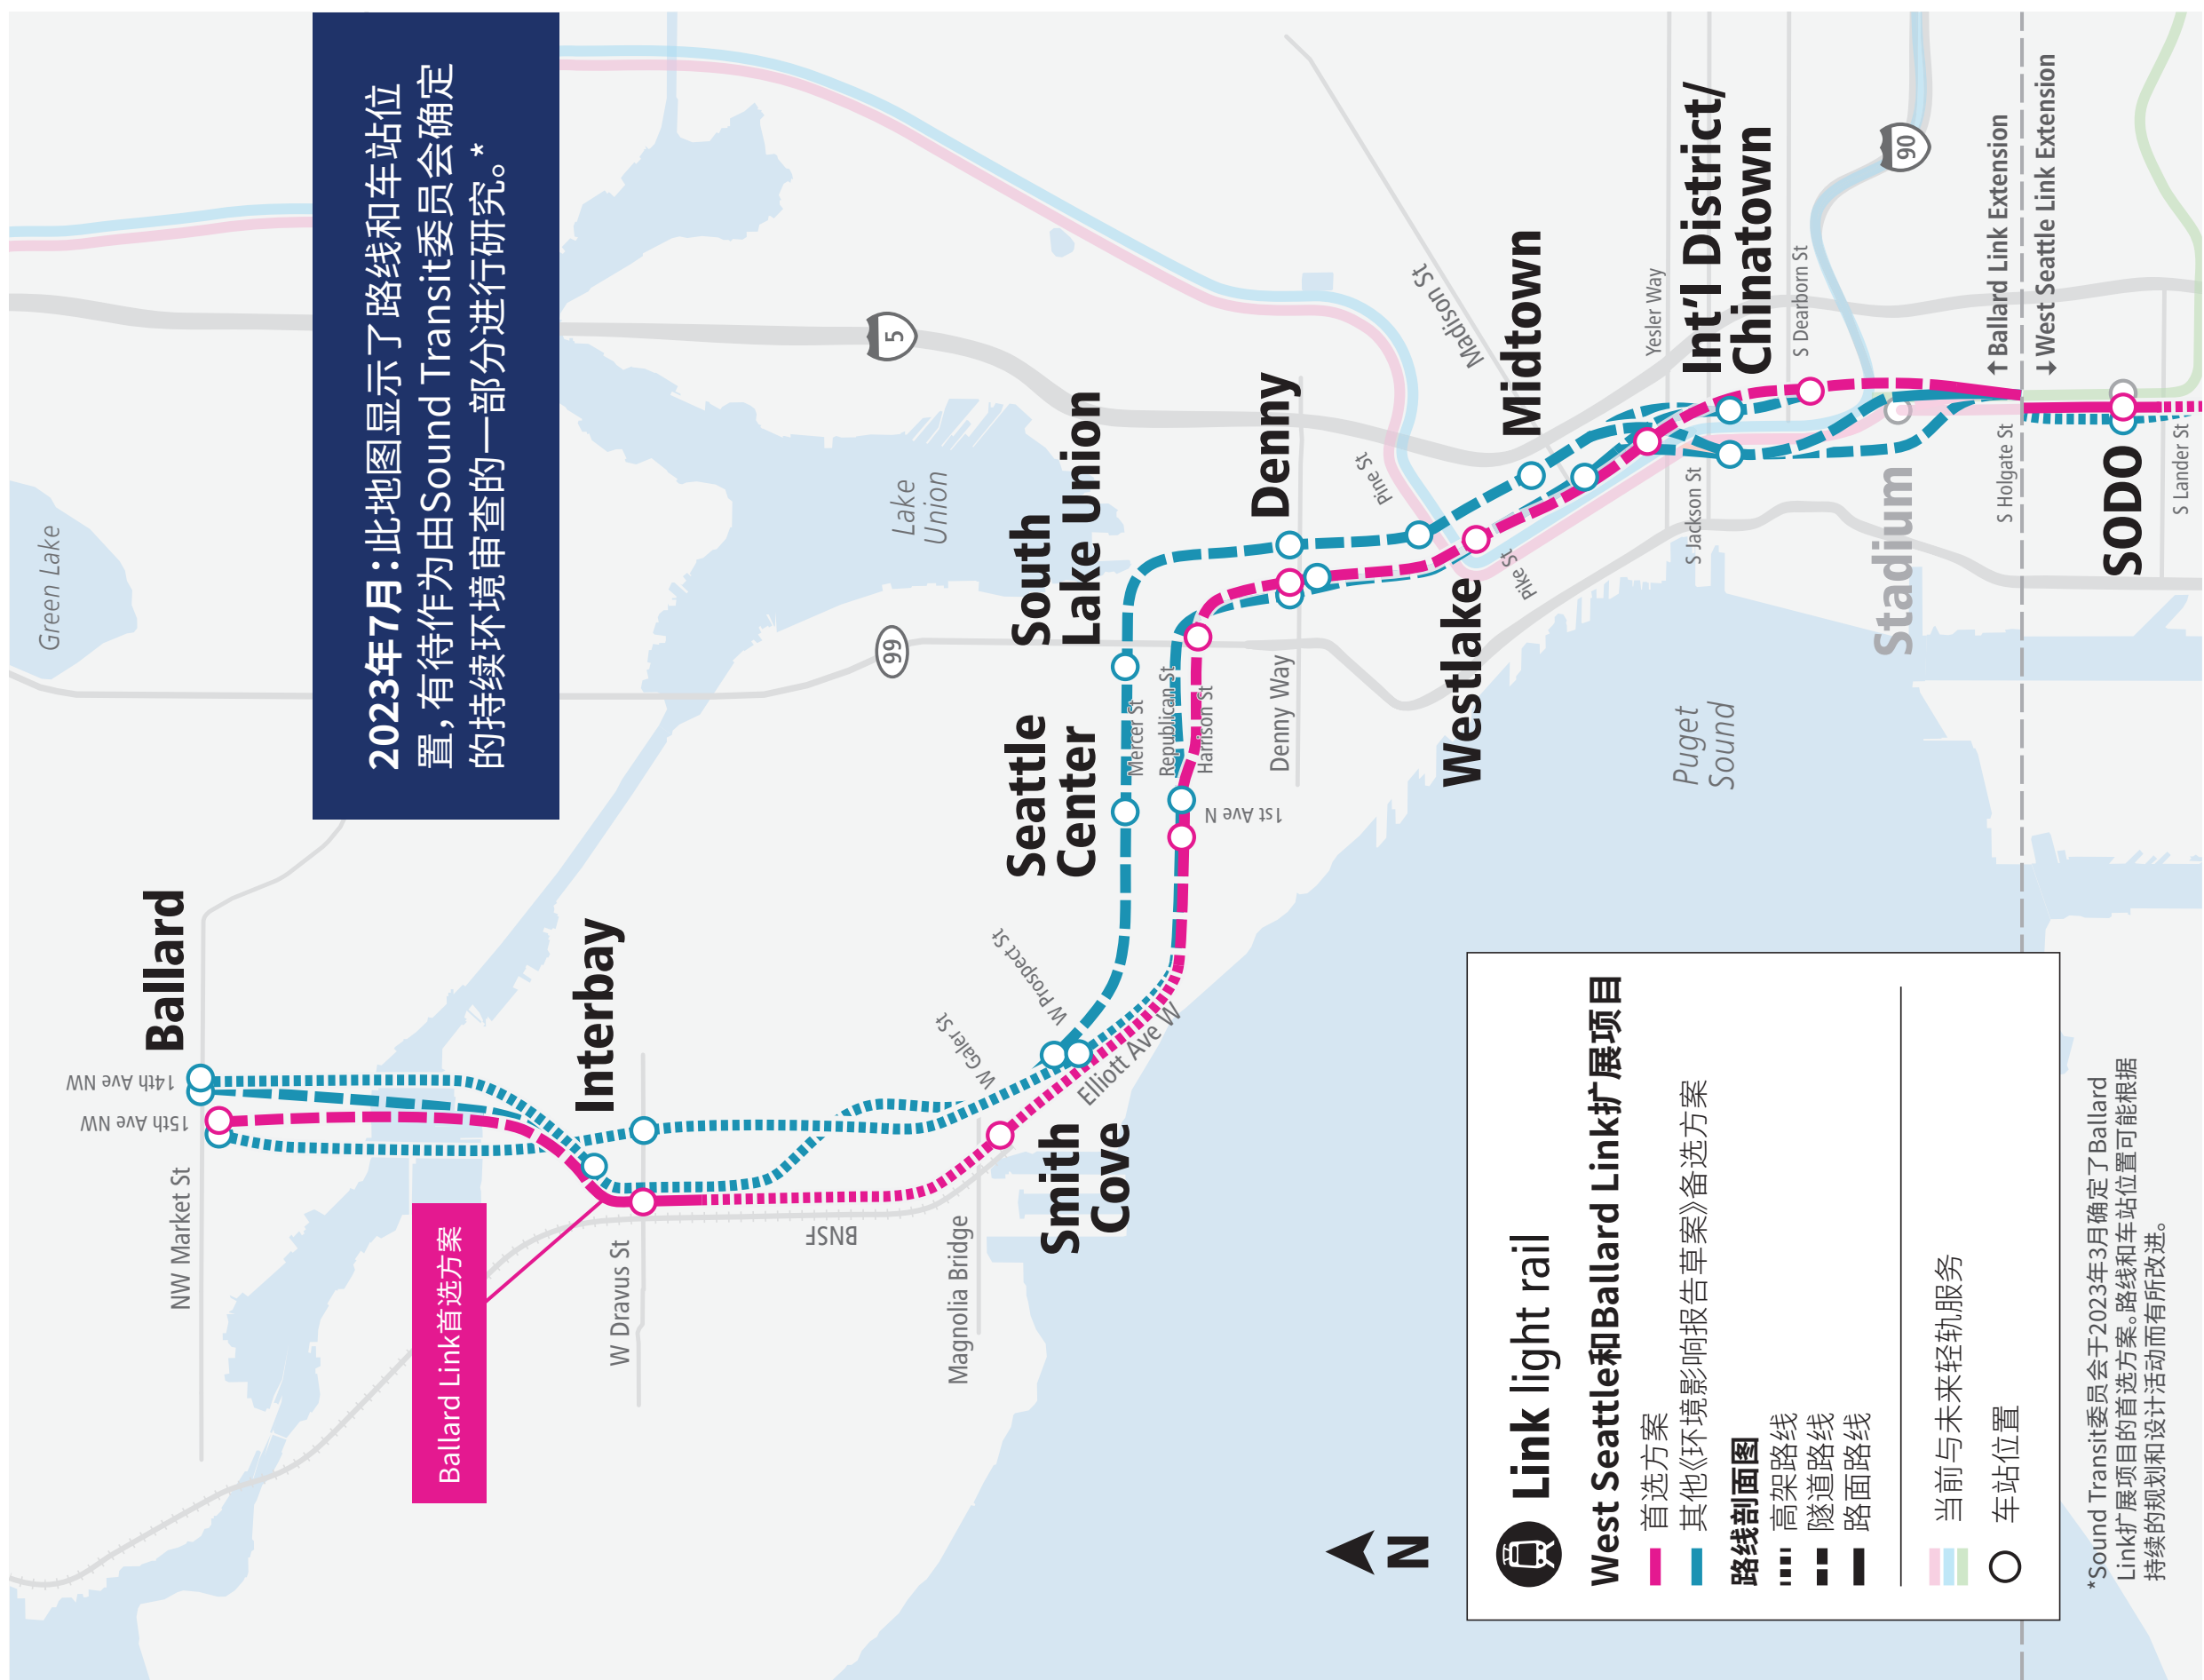 2023年7月:此地图显示了路线和车站位
置,有待作为由Sound Transit委员会确定
的持续环境审查的一部分进行研究。*
Green Lake
Ballard
14th Ave NW
15th Ave NW
NW Market St
Ballard Link首选方案
Interbay
W Dravus St
BNSF
Magnolia Bridge
W Galer St
W Prospect St
Elliott Ave W
Smith
Cove
5
99
Lake
Union
Seattle
Center
South
Lake Union
Mercer St
Republican St
Harrison St
1st Ave N
Denny
Denny Way
Westlake
Pine St
Pike St
Madison St
Midtown
Yesler Way
S Jackson St
Int'l District/
Chinatown
S Dearborn St
Puget
Sound
Stadium
90
S Holgate St
Ballard Link Extension
West Seattle Link Extension
SODO
S Lander St
N
Link light rail
West Seattle和Ballard Link扩展项目
首选方案
其他《环境影响报告草案》备选方案
路线剖面图
高架路线
隧道路线
路面路线
当前与未来轻轨服务
车站位置
*Sound Transit委员会于2023年3月确定了Ballard
Link扩展项目的首选方案。路线和车站位置可能根据
持续的规划和设计活动而有所改进。